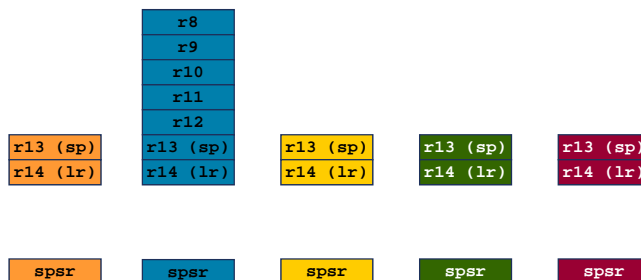 r8
r9
r10
r11
r12
r13 (sp) r13 (sp) r13 (sp) r13 (sp) r13 (sp)
r14 (lr) r14 (lr) r14 (lr) r14 (lr) r14 (lr)
spsr spsr spsr spsr spsr